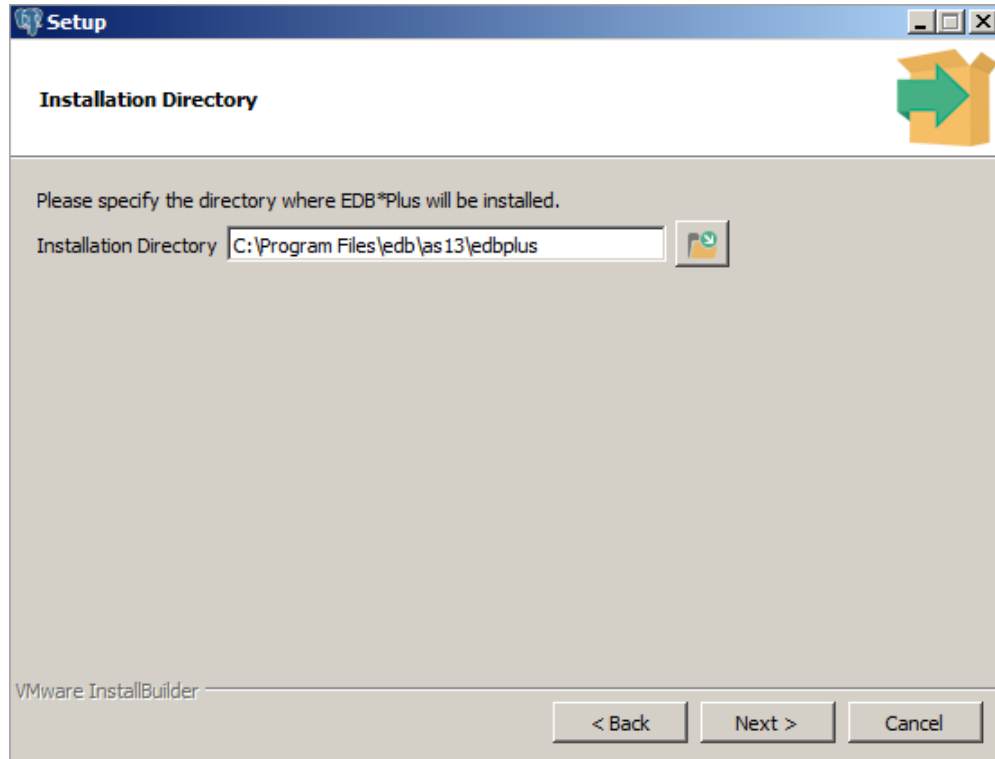 Setup
Installation Directory
Please specify the directory where EDB*Plus will be installed.
Installation Directory C:\Program Files\edb\as13\edbplus
VMware InstallBuilder
< Back Next > Cancel